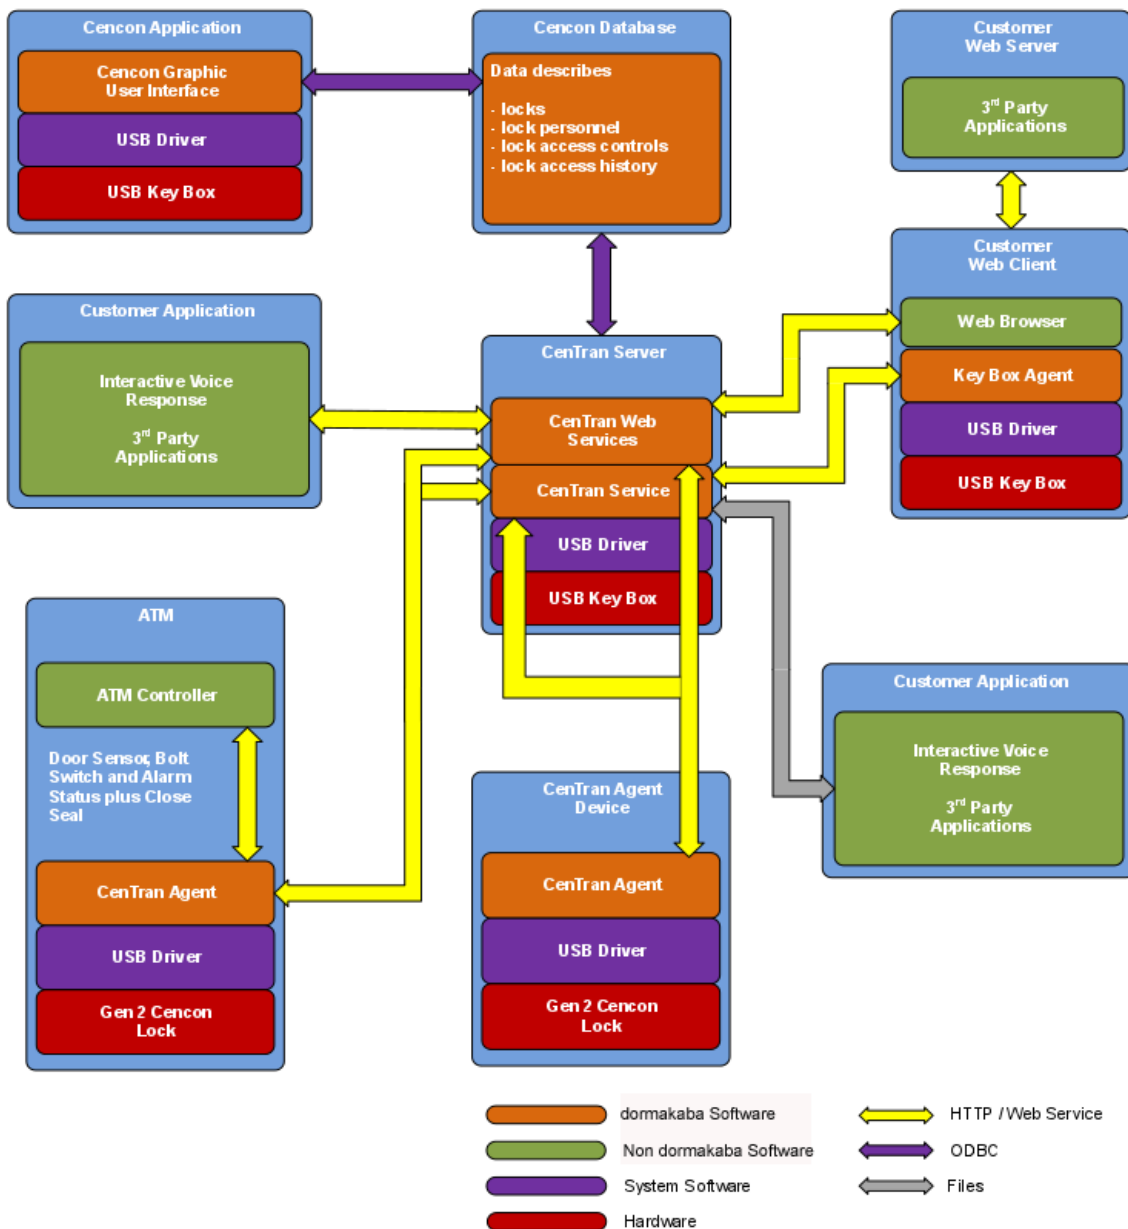 Cencon Application
Cencon Graphic
User Interface
USB Driver
USB Key Box
Cencon Database
Data describes
- locks
- lock personnel
- lock access controls
- lock access history
Customer
Web Server
3rd Party
Applications
Customer
Web Client
Web Browser
Key Box Agent
USB Driver
USB Key Box
Customer Application
Interactive Voice
Response
3rd Party
Applications
CenTran Server
CenTran Web
Services
CenTran Service
USB Driver
USB Key Box
ATM
ATM Controller
Door Sensor, Bolt
Switch and Alarm
Status plus Close
Seal
CenTran Agent
USB Driver
Gen 2 Cencon
Lock
CenTran Agent
Device
CenTran Agent
USB Driver
Gen 2 Cencon
Lock
Customer Application
Interactive Voice
Response
3rd Party
Applications
dormakaba Software
Non dormakaba Software
System Software
Hardware
HTTP / Web Service
ODBC
Files